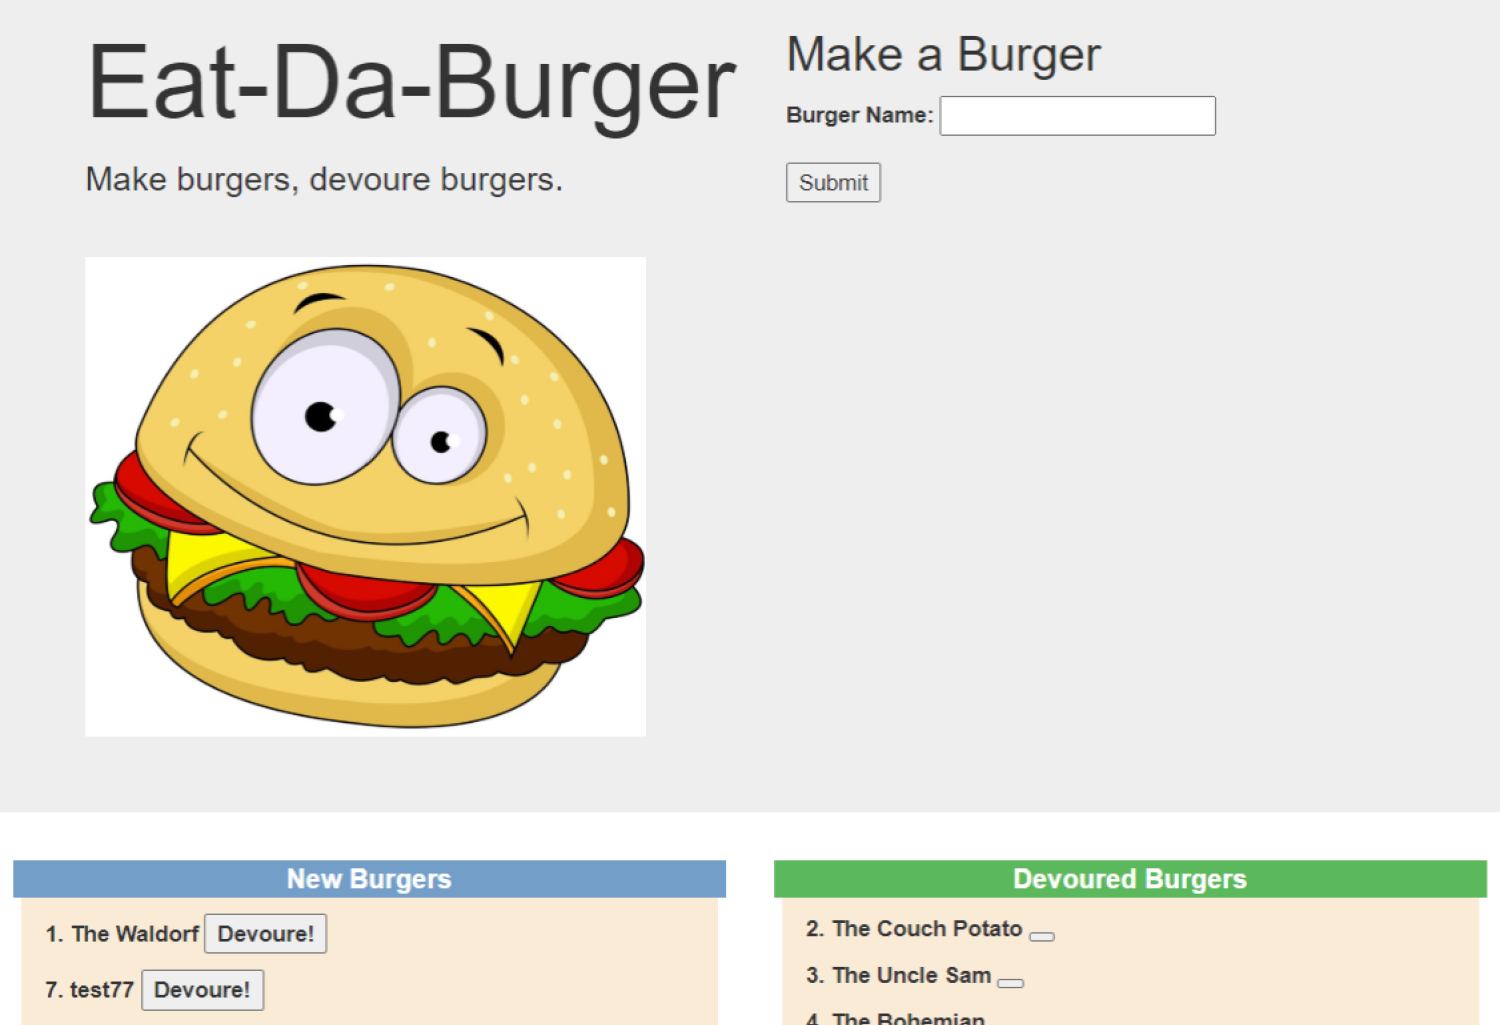 Eat-Da-Burger
Make burgers, devoure burgers.
Make a Burger
Burger Name:
Submit
New Burgers
1. The Waldorf Devoure!
7. test77 Devoure!
Devoured Burgers
2. The Couch Potato
3. The Uncle Sam
4. The Bohemian